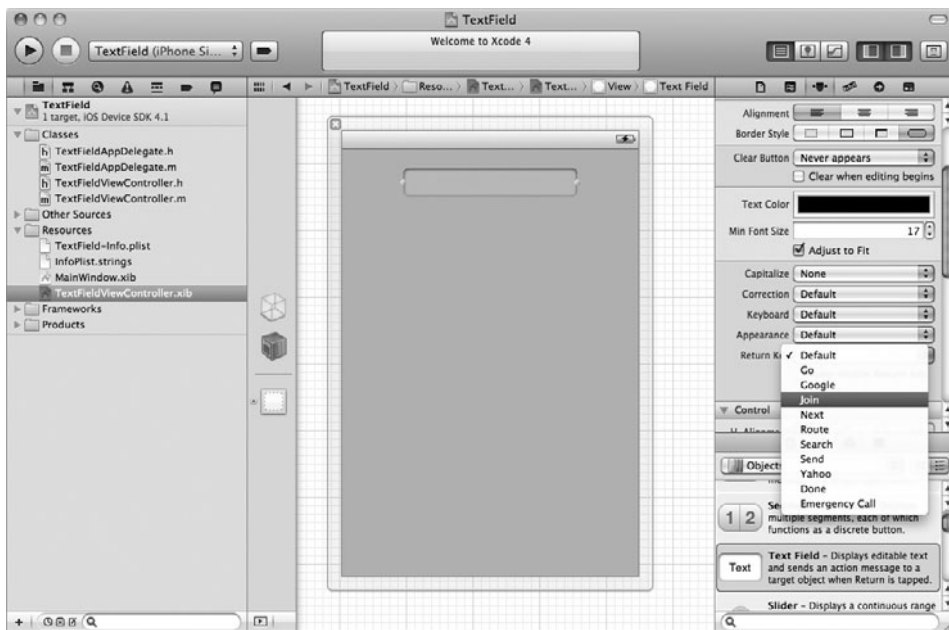 TextField
TextField (iPhone Si...
Welcome to Xcode 4
TextField
Reso...
Text...
Text...
View
Text Field
TextField
1 target, iOS Device SDK 4.1
Classes
TextFieldAppDelegate.h
TextFieldAppDelegate.m
TextFieldViewController.h
TextFieldViewController.m
Other Sources
Resources
TextField-Info.plist
InfoPlist.strings
MainWindow.xib
TextFieldViewController.xib
Frameworks
Products
Alignment
Border Style
Clear Button Never appears
Clear when editing begins
Text Color
Min Font Size 17
Adjust to Fit
Capitalize None
Correction Default
Keyboard Default
Appearance Default
Return K ✓ Default
Go
Google
Join
Next
Route
Search
Send
Yahoo
Done
Emergency Call
Control
Object
1 2
multiple segments, each of which
functions as a discrete button.
Text
Text Field – Displays editable text
and sends an action message to a
target object when Return is tapped.
Slider – Displays a continuous range